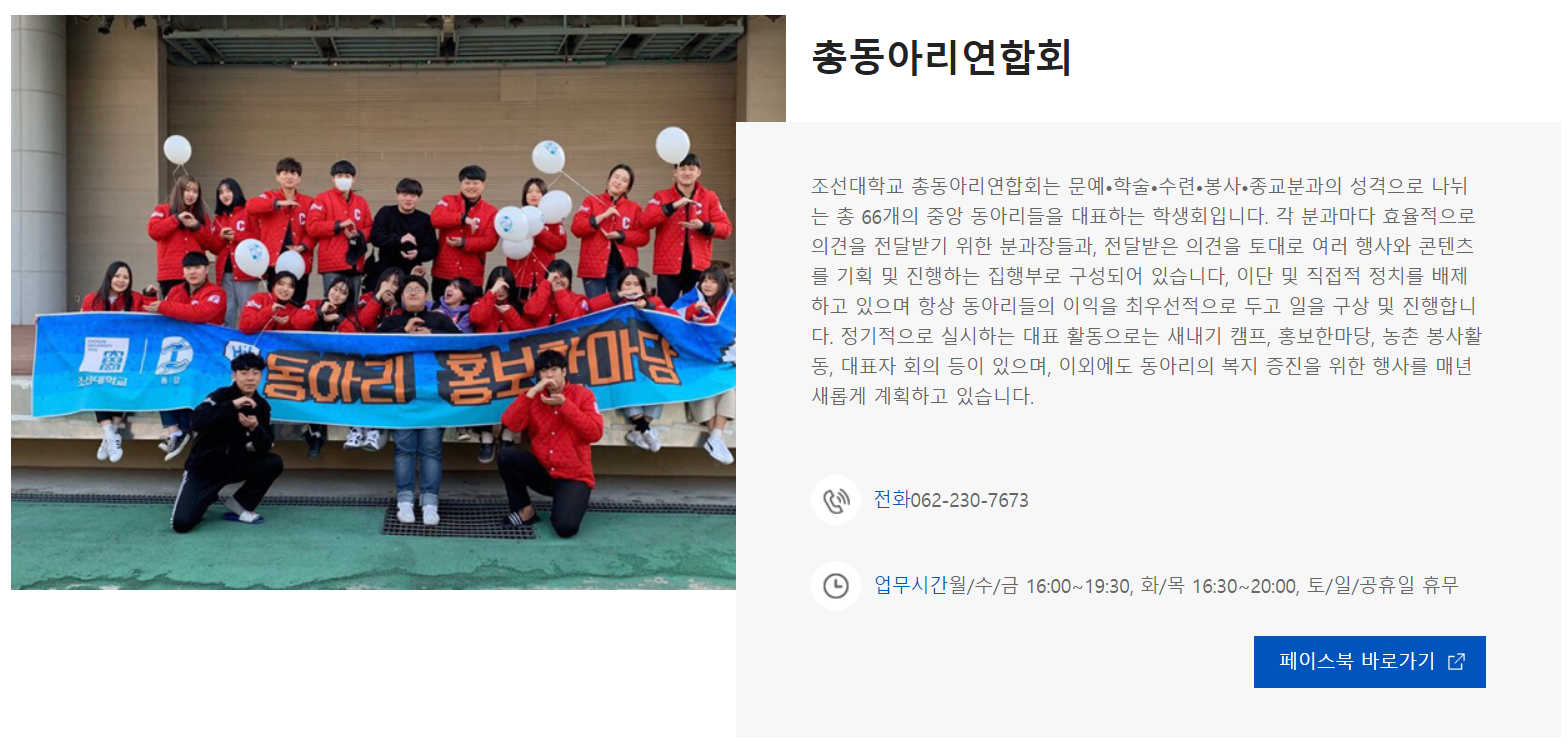 총동아리연합회
조선대학교 총동아리연합회는 문예•학술•수련•봉사•종교분과의 성격으로 나뉘
는 총 66개의 중앙 동아리들을 대표하는 학생회입니다. 각 분과마다 효율적으로
의견을 전달받기 위한 분과장들과, 전달받은 의견을 토대로 여러 행사와 콘텐츠
를 기획 및 진행하는 집행부로 구성되어 있습니다, 이단 및 직접적 정치를 배제
하고 있으며 항상 동아리들의 이익을 최우선적으로 두고 일을 구상 및 진행합니
다. 정기적으로 실시하는 대표 활동으로는 새내기 캠프, 홍보한마당, 농촌 봉사활
동, 대표자 회의 등이 있으며, 이외에도 동아리의 복지 증진을 위한 행사를 매년
새롭게 계획하고 있습니다.
전화062-230-7673
업무시간월/수/금 16:00~19:30, 화/목 16:30~20:00, 토/일/공휴일 휴무
페이스북 바로가기
조선대학교
동아리 홍보한마당
C
C
C
C